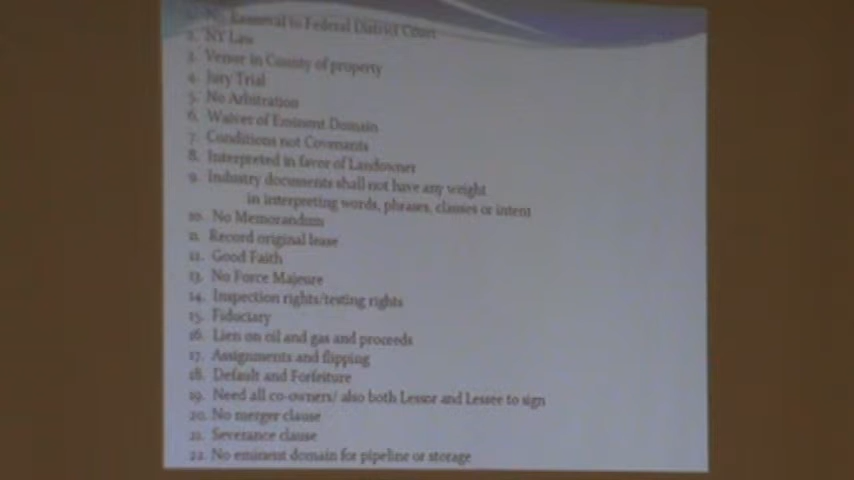 1. No Removal to Federal District Court
2. NY Law
3. Venue in County of property
4. Jury Trial
5. No Arbitration
6. Waiver of Eminent Domain
7. Conditions not Covenants
8. Interpreted in favor of Landowner
9. Industry documents shall not have any weight
in interpreting words, phrases, clauses or intent
10. No Memorandum
11. Record original lease
12. Good Faith
13. No Force Majeure
14. Inspection rights/testing rights
15. Fiduciary
16. Lien on oil and gas and proceeds
17. Assignments and flipping
18. Default and Forfeiture
19. Need all co-owners/ also both Lessor and Lessee to sign
20. No merger clause
21. Severance clause
22. No eminent domain for pipeline or storage